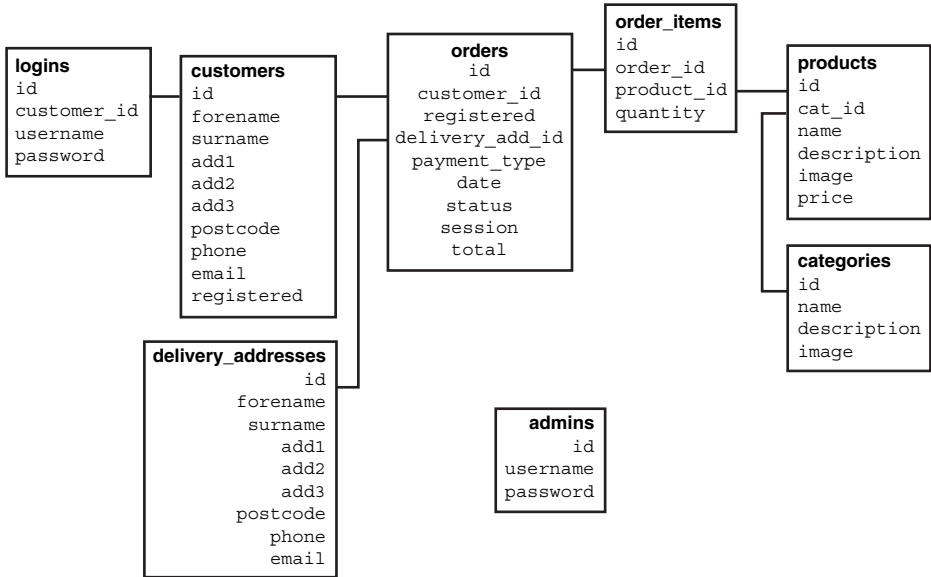 logins
id
customer_id
username
password
customers
id
forename
surname
add1
add2
add3
postcode
phone
email
registered
orders
id
customer_id
registered
delivery_add_id
payment_type
date
status
session
total
order_items
id
order_id
product_id
quantity
products
id
cat_id
name
description
image
price
categories
id
name
description
image
delivery_addresses
id
forename
surname
add1
add2
add3
postcode
phone
email
admins
id
username
password